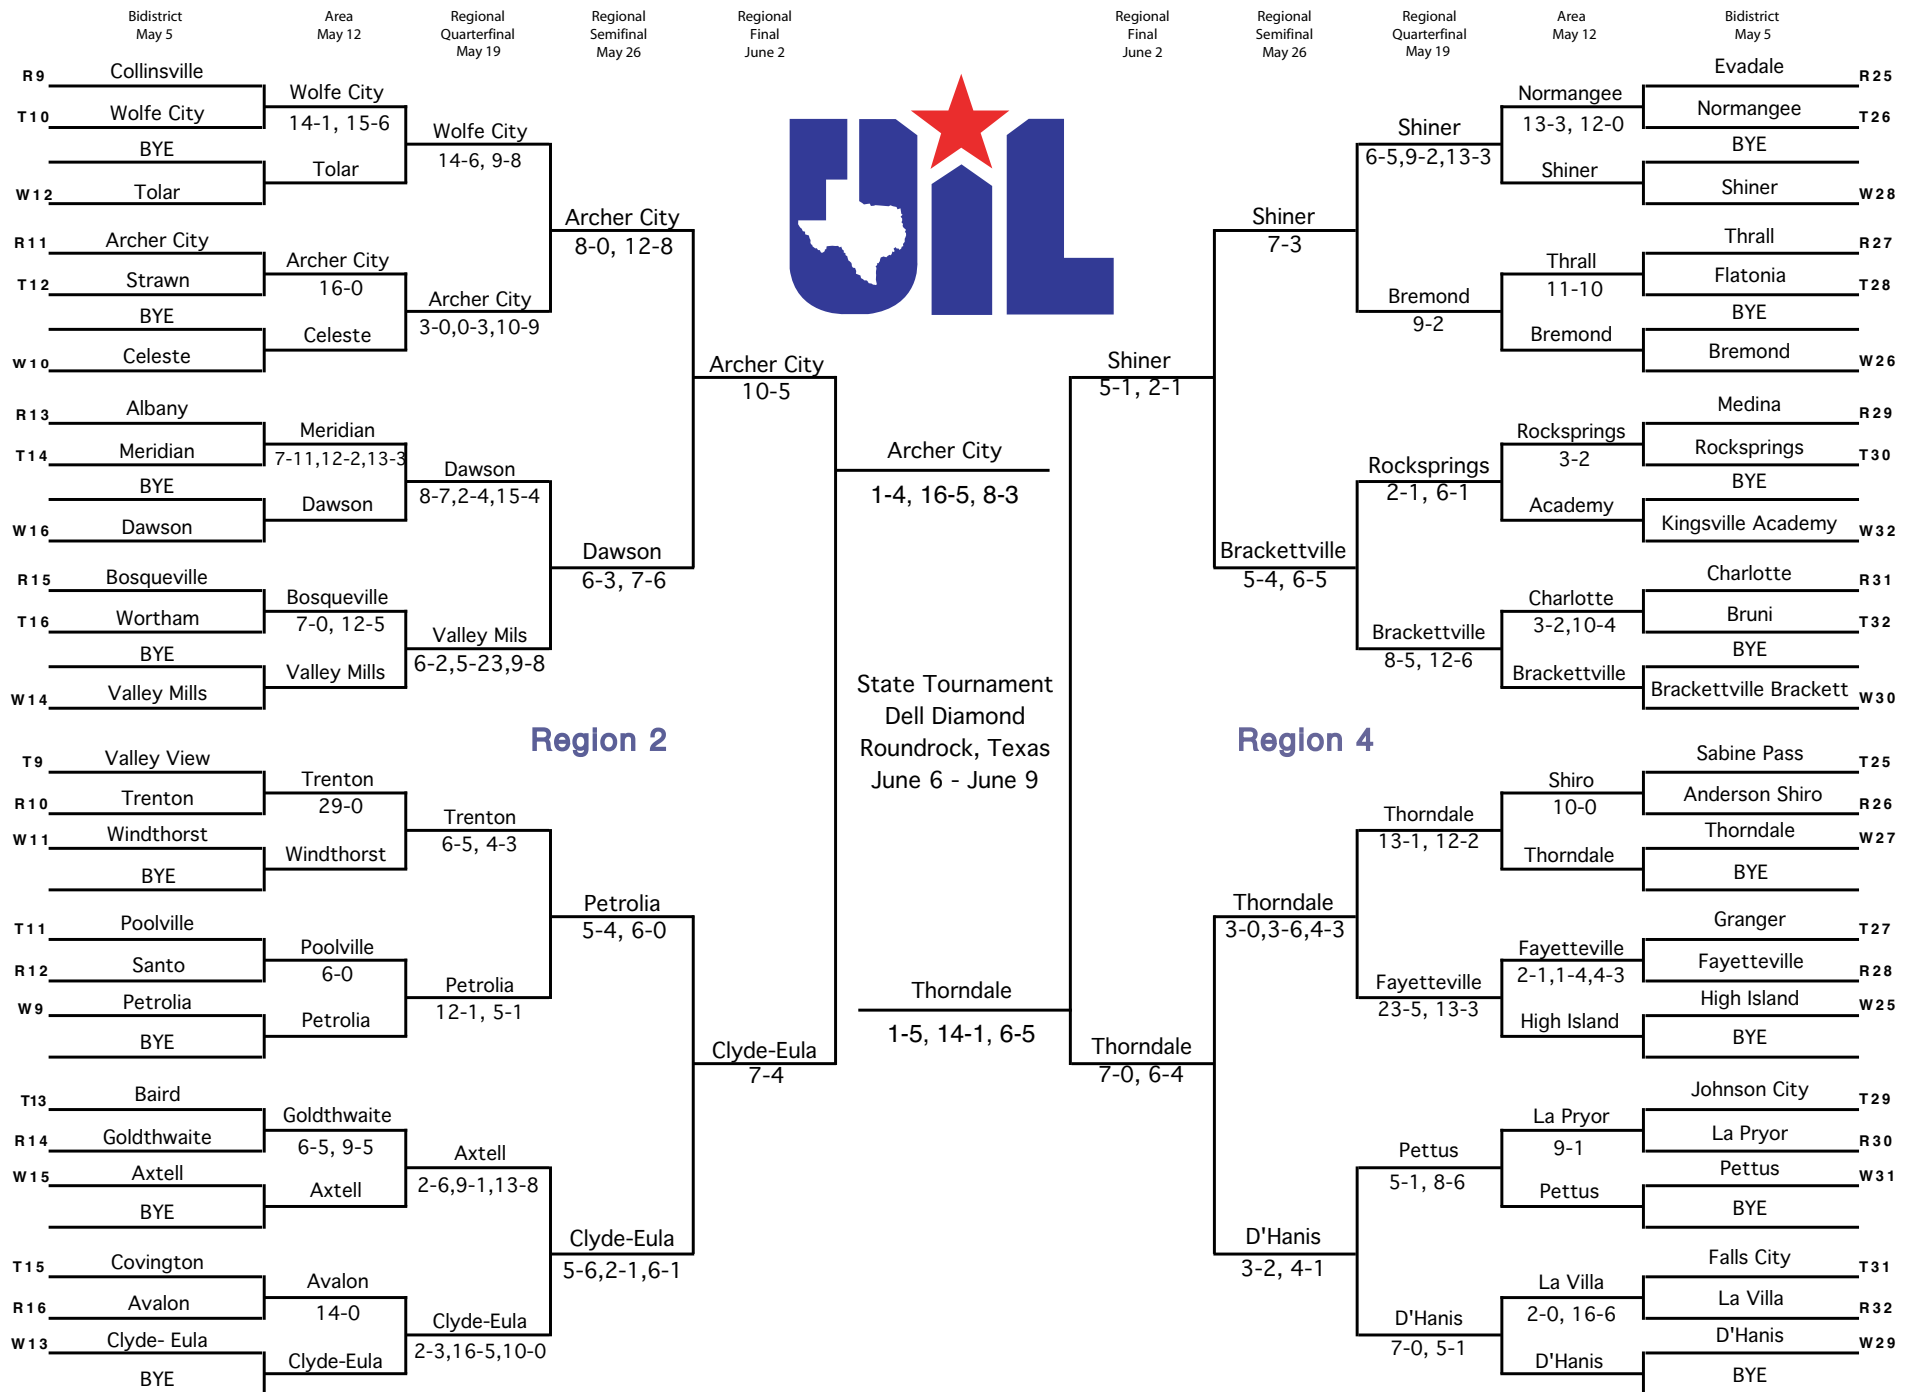 Bidistrict
May 5
Area
May 12
Regional
Quarterfinal
May 19
Regional
Semifinal
May 26
Regional
Final
June 2
Regional
Final
June 2
Regional
Semifinal
May 26
Regional
Quarterfinal
May 19
Area
May 12
Bidistrict
May 5
R9 Collinsville
T10 Wolfe City
BYE
W12 Tolar
R11 Archer City
T12 Strawn
BYE
W10 Celeste
R13 Albany
T14 Meridian
BYE
W16 Dawson
R15 Bosqueville
T16 Wortham
BYE
W14 Valley Mills
T9 Valley View
R10 Trenton
W11 Windthorst
BYE
T11 Poolville
R12 Santo
W9 Petrolia
BYE
T13 Baird
R14 Goldthwaite
W15 Axtell
BYE
T15 Covington
R16 Avalon
W13 Clyde- Eula
BYE
Wolfe City
14-1, 15-6
Tolar
Archer City
16-0
Celeste
Meridian
7-11,12-2,13-3
Dawson
Bosqueville
7-0, 12-5
Valley Mills
Trenton
29-0
Windthorst
Poolville
6-0
Petrolia
Goldthwaite
6-5, 9-5
Axtell
Avalon
14-0
Clyde-Eula
Wolfe City
14-6, 9-8
Archer City
3-0,0-3,10-9
Dawson
8-7,2-4,15-4
Valley Mils
6-2,5-23,9-8
Trenton
6-5, 4-3
Petrolia
12-1, 5-1
Axtell
2-6,9-1,13-8
Clyde-Eula
2-3,16-5,10-0
Archer City
8-0, 12-8
Dawson
6-3, 7-6
Region 2
Petrolia
5-4, 6-0
Clyde-Eula
5-6,2-1,6-1
Archer City
10-5
Clyde-Eula
7-4
UIL
Archer City
1-4, 16-5, 8-3
State Tournament
Dell Diamond
Roundrock, Texas
June 6 - June 9
Thorndale
1-5, 14-1, 6-5
Shiner
5-1, 2-1
Thorndale
7-0, 6-4
Shiner
7-3
Brackettville
5-4, 6-5
Region 4
Thorndale
3-0,3-6,4-3
D'Hanis
3-2, 4-1
Shiner
6-5,9-2,13-3
Bremond
9-2
Rocksprings
2-1, 6-1
Brackettville
8-5, 12-6
Thorndale
13-1, 12-2
Fayetteville
23-5, 13-3
Pettus
5-1, 8-6
D'Hanis
7-0, 5-1
Normangee
13-3, 12-0
Shiner
Thrall
11-10
Bremond
Rocksprings
3-2
Academy
Charlotte
3-2,10-4
Brackettville
Shiro
10-0
Thorndale
Fayetteville
2-1,1-4,4-3
High Island
La Pryor
9-1
Pettus
La Villa
2-0, 16-6
D'Hanis
Evadale R25
Normangee T26
BYE
Shiner W28
Thrall R27
Flatonia T28
BYE
Bremond W26
Medina R29
Rocksprings T30
BYE
Kingsville Academy W32
Charlotte R31
Bruni T32
BYE
Brackettville Brackett W30
Sabine Pass T25
Anderson Shiro R26
Thorndale W27
BYE
Granger T27
Fayetteville R28
High Island W25
BYE
Johnson City T29
La Pryor R30
Pettus W31
BYE
Falls City T31
La Villa R32
D'Hanis W29
BYE